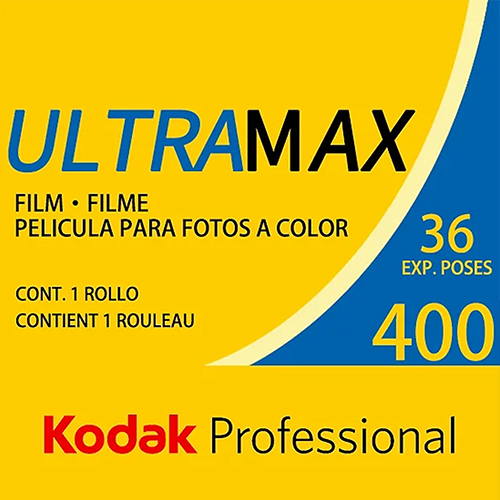 ULTRAMAX
FILM • FILME
PELICULA PARA FOTOS A COLOR
36
EXP. POSES
CONT. 1 ROLLO
CONTIENT 1 ROULEAU
400
Kodak Professional